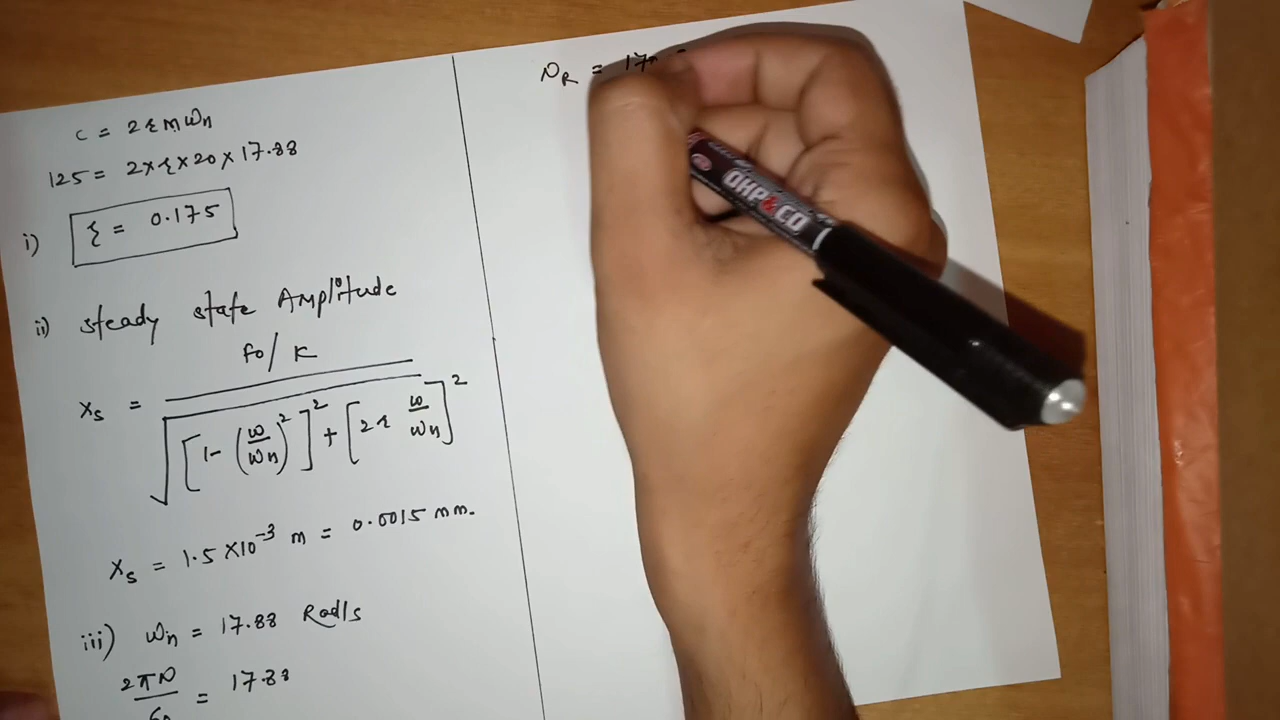 c = 2ξmωn
125 = 2×ξ×20×17.88
i) ξ = 0.175
ii) steady state Amplitude
Xs = F0/K / √[1-(ω/ωn)²]² + [2ξ ω/ωn]²
Xs = 1.5×10⁻³ m = 0.0015 mm.
iii) ωn = 17.88 Rad/s
2πN/60 = 17.88
NR = 17
OHP&CO